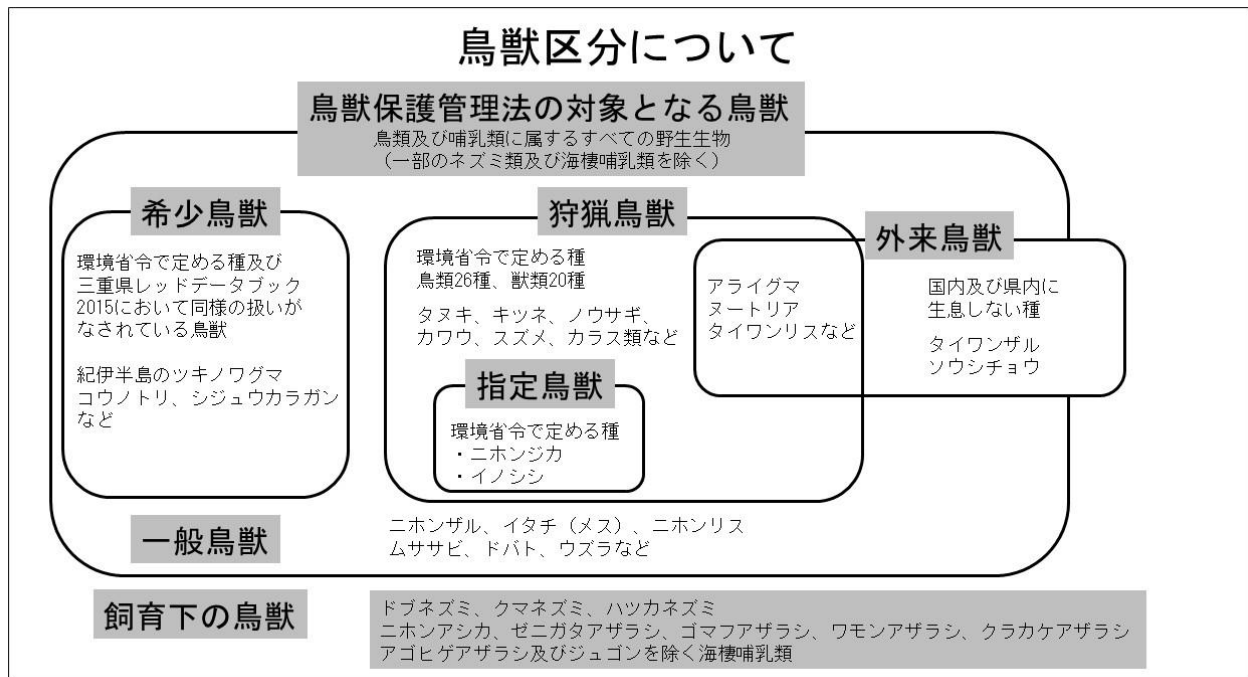 鳥獣区分について
鳥獣保護管理法の対象となる鳥獣
鳥類及び哺乳類に属するすべての野生生物
（一部のネズミ類及び海棲哺乳類を除く）
希少鳥獣
環境省令で定める種及び
三重県レッドデータブック
2015において同様の扱いが
なされている鳥獣
紀伊半島のツキノワグマ
コウノトリ、シジュウカラガン
など
狩猟鳥獣
環境省令で定める種
鳥類26種、獣類20種
タヌキ、キツネ、ノウサギ、
カワウ、スズメ、カラス類など
指定鳥獣
環境省令で定める種
・ニホンジカ
・イノシシ
外来鳥獣
アライグマ
ヌートリア
タイワンリスなど
国内及び県内に
生息しない種
タイワンザル
ソウシチョウ
一般鳥獣
ニホンザル、イタチ（メス）、ニホンリス
ムササビ、ドバト、ウズラなど
飼育下の鳥獣
ドブネズミ、クマネズミ、ハツカネズミ
ニホンアシカ、ゼニガタアザラシ、ゴマフアザラシ、ワモンアザラシ、クラカケアザラシ
アゴヒゲアザラシ及びジュゴンを除く海棲哺乳類